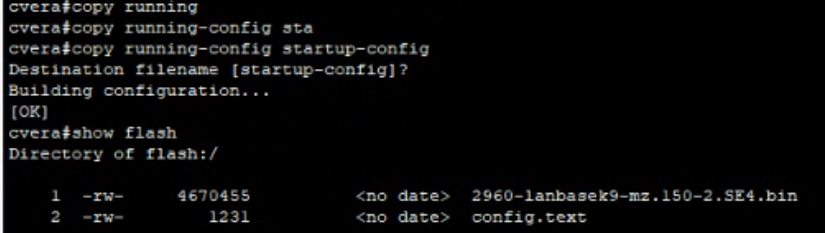 cvera#copy running
cvera#copy running-config sta
cvera#copy running-config startup-config
Destination filename [startup-config]?
Building configuration...
[OK]
cvera#show flash
Directory of flash:/
1 -rw- 4670455 <no date> 2960-lanbasek9-mz.150-2.SE4.bin
2 -rw- 1231 <no date> config.text